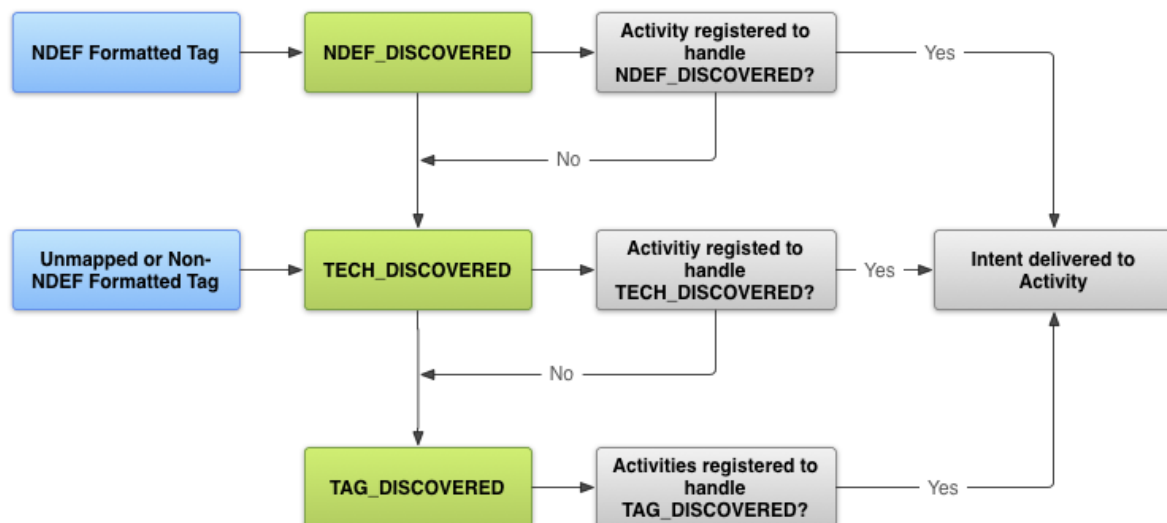 NDEF Formatted Tag
NDEF_DISCOVERED
Activity registered to
handle
NDEF_DISCOVERED?
Yes
No
Unmapped or Non-
NDEF Formatted Tag
TECH_DISCOVERED
Activitiy registed to
handle
TECH_DISCOVERED?
Yes
Intent delivered to
Activity
No
TAG_DISCOVERED
Activities registered to
handle
TAG_DISCOVERED?
Yes